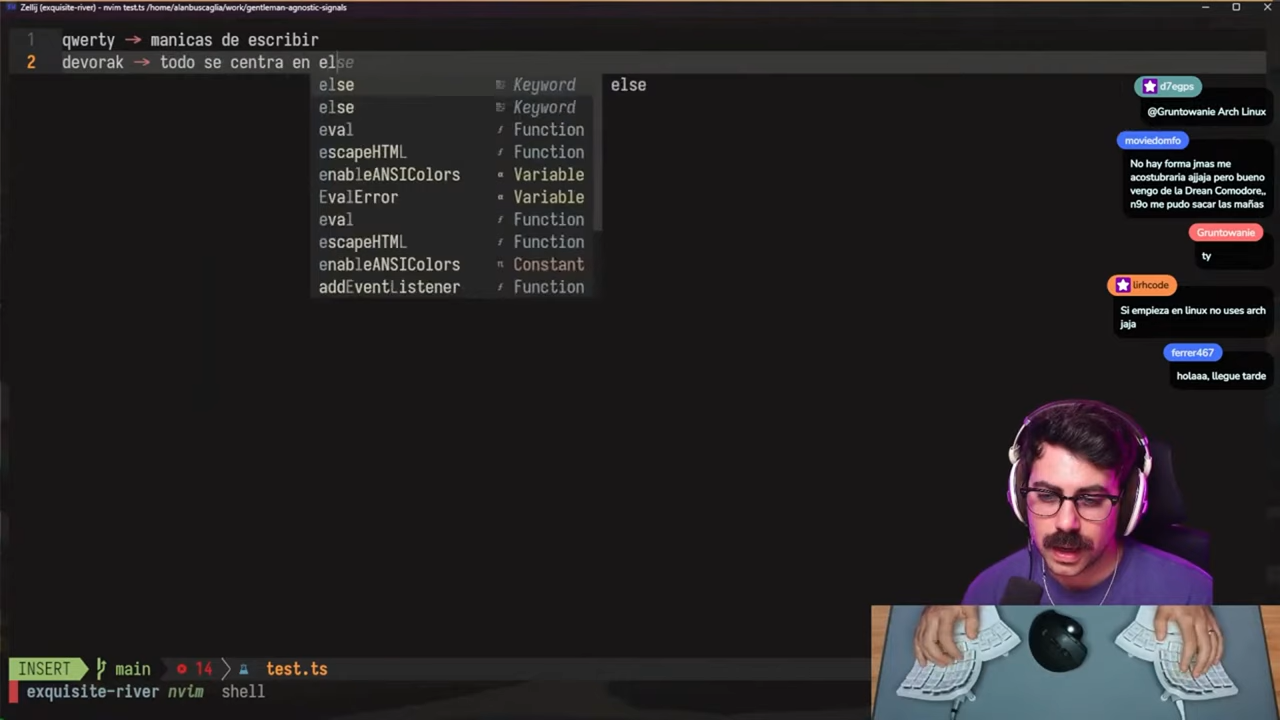 Zellij (exquisite-river) - nvim test.ts /home/alanbuscaglia/work/gentleman-agnostic-signals
1 qwerty → manicas de escribir
2 devorak → todo se centra en else
else Keyword else
else Keyword
eval Function
escapeHTML Function
enableANSIColors Variable
EvalError Variable
eval Function
escapeHTML Function
enableANSIColors Constant
addEventListener Function
d7egps
@Gruntowanie Arch Linux
moviedomfo
No hay forma jmas me
acostubraria ajjaja pero bueno
vengo de la Drean Comodore,,
n9o me pudo sacar las mañas
Gruntowanie
ty
lirhcode
Si empieza en linux no uses arch
jaja
ferrer467
holaaa, llegue tarde
INSERT main 14 test.ts
exquisite-river nvim shell